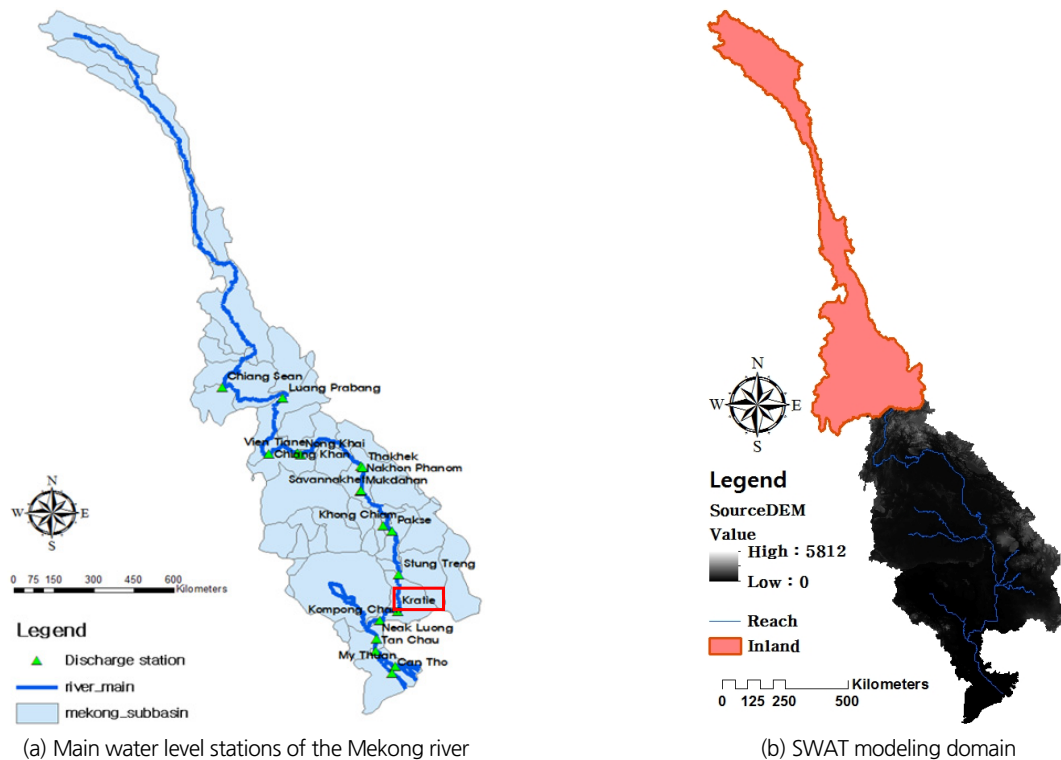 Chiang Sean
Luang Prabang
Vien Tiane
Nong Khai
Chiang Khan
Thakhek
Nakhon Phanom
Savannakhe
Mukdahan
Khong Chiam
Pakse
Stung Treng
Kratie
Kompong Cha
Neak Luong
Tan Chau
My Thuan
Can Tho
N
W
E
S
0 75 150 300 450 600
Kilometers
Legend
Discharge station
river_main
mekong_subbasin
(a) Main water level stations of the Mekong river
N
W
E
S
Legend
SourceDEM
Value
High : 5812
Low : 0
Reach
Inland
Kilometers
0 125 250 500
(b) SWAT modeling domain